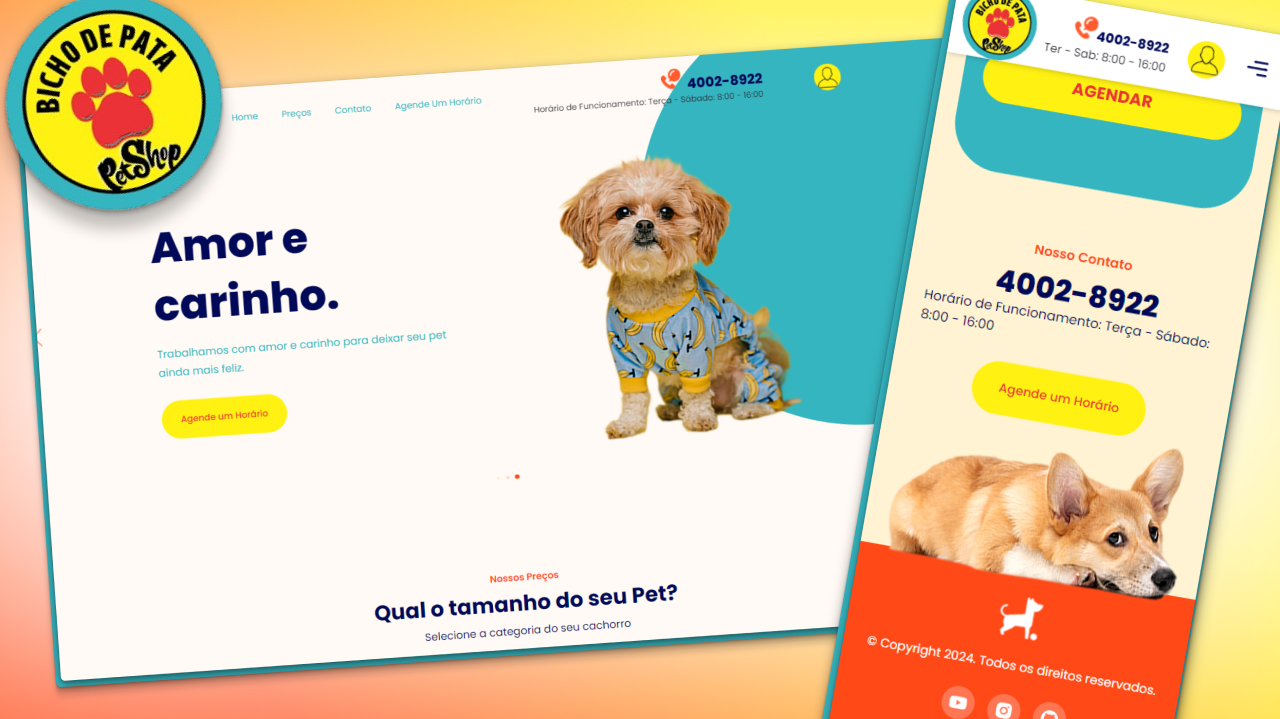 BICHO DE PATA
PetShop
Home
Preços
Contato
Agende Um Horário
4002-8922
Horário de Funcionamento: Terça - Sábado: 8:00 - 16:00
Amor e
carinho.
Trabalhamos com amor e carinho para deixar seu pet
ainda mais feliz.
Agende um Horário
Nossos Preços
Qual o tamanho do seu Pet?
Selecione a categoria do seu cachorro
BICHO DE PATA
PetShop
4002-8922
Ter - Sab: 8:00 - 16:00
AGENDAR
Nosso Contato
4002-8922
Horário de Funcionamento: Terça - Sábado:
8:00 - 16:00
Agende um Horário
© Copyright 2024. Todos os direitos reservados.